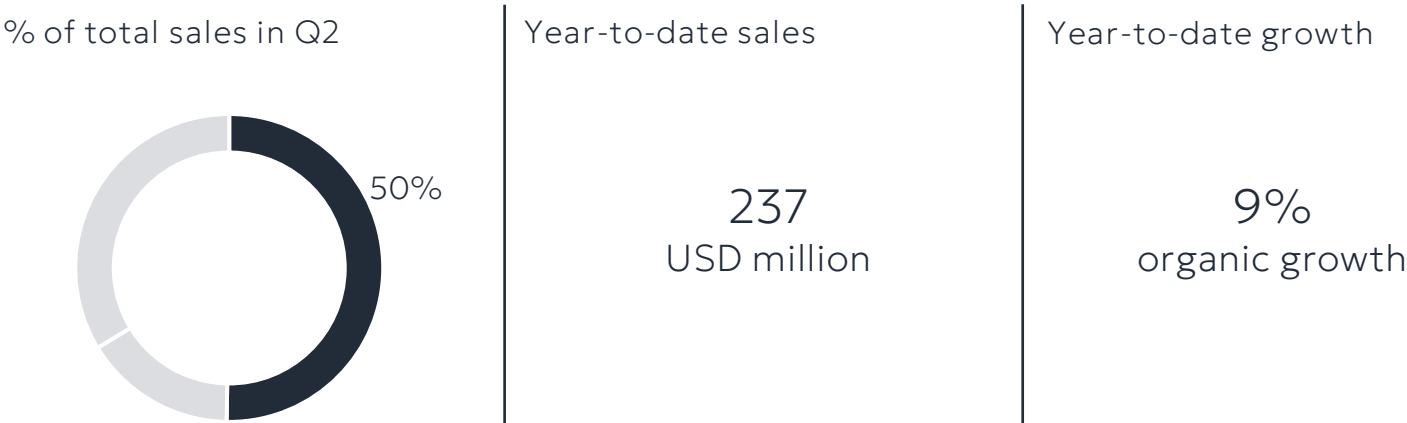 % of total sales in Q2
50%
Year-to-date sales
237
USD million
Year-to-date growth
9%
organic growth